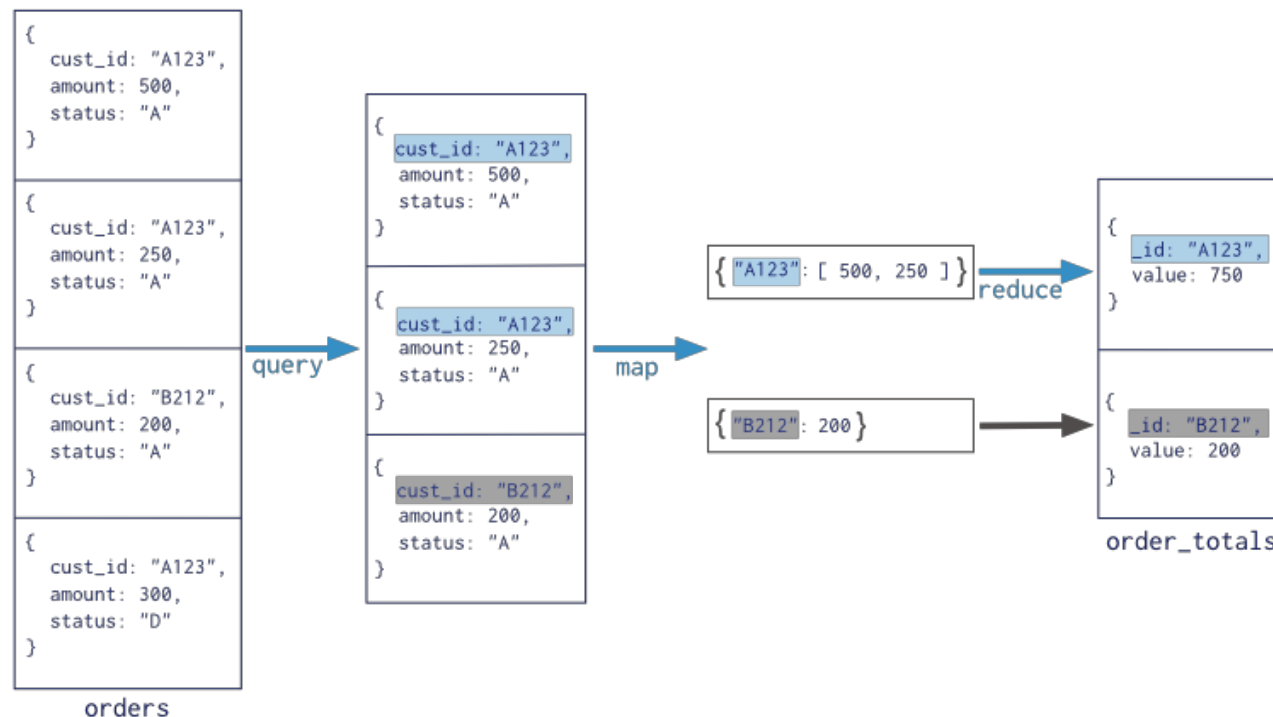 {
cust_id: "A123",
amount: 500,
status: "A"
}
{
cust_id: "A123",
amount: 250,
status: "A"
}
{
cust_id: "B212",
amount: 200,
status: "A"
}
{
cust_id: "A123",
amount: 300,
status: "D"
}
orders
query
{
cust_id: "A123",
amount: 500,
status: "A"
}
{
cust_id: "A123",
amount: 250,
status: "A"
}
{
cust_id: "B212",
amount: 200,
status: "A"
}
map
{"A123": [ 500, 250 ]}
{"B212": 200}
reduce
{
_id: "A123",
value: 750
}
{
_id: "B212",
value: 200
}
order_totals